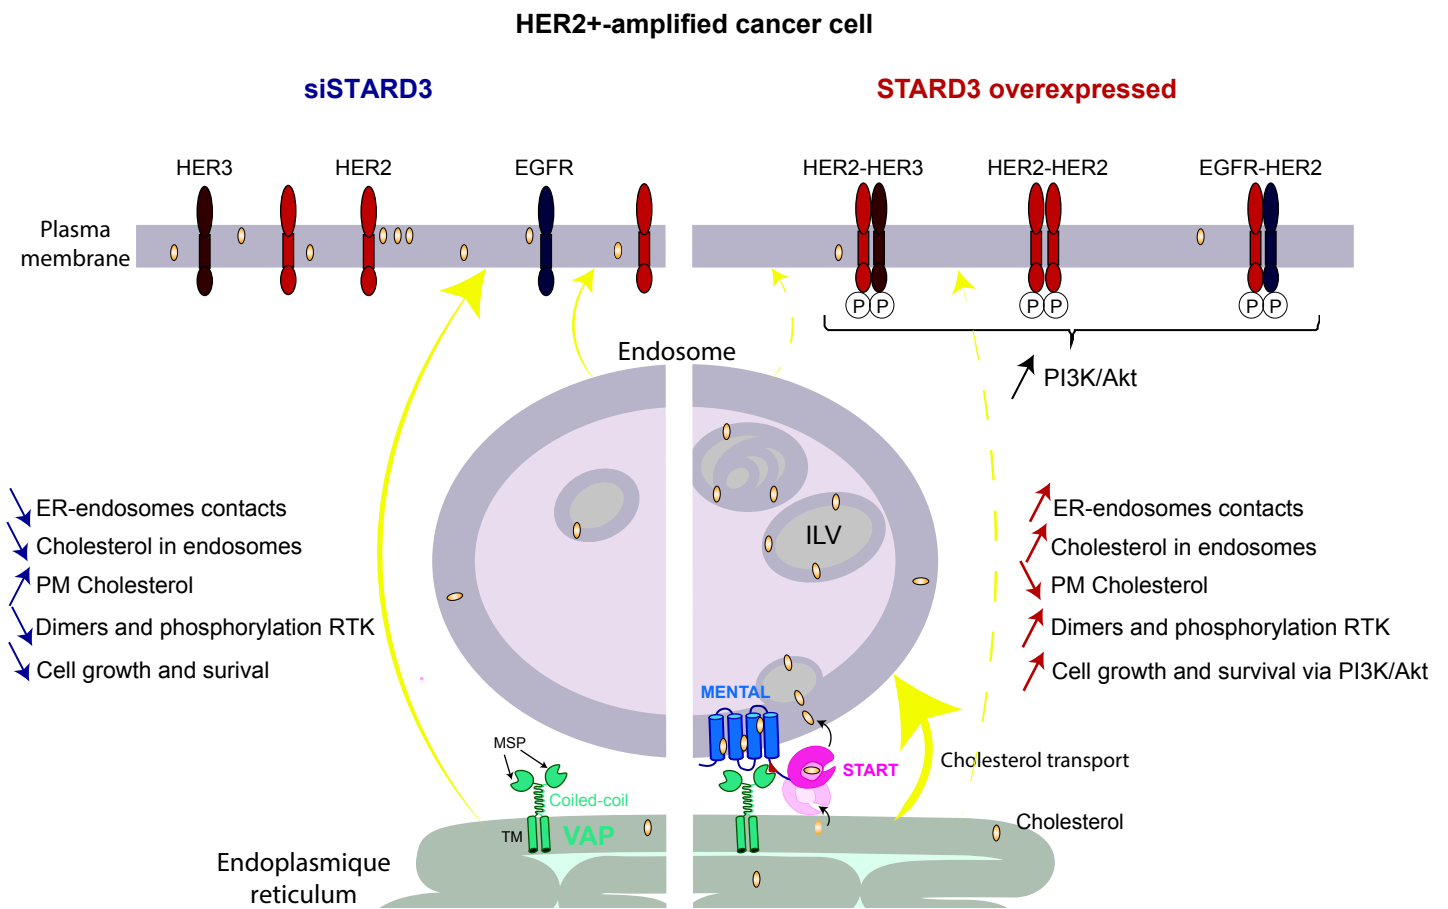 HER2+-amplified cancer cell
siSTARD3
STARD3 overexpressed
HER3
HER2
EGFR
HER2-HER3
HER2-HER2
EGFR-HER2
Plasma
membrane
P P
P P
P P
Endosome
PI3K/Akt
ER-endosomes contacts
Cholesterol in endosomes
PM Cholesterol
Dimers and phosphorylation RTK
Cell growth and surival
ILV
ER-endosomes contacts
Cholesterol in endosomes
PM Cholesterol
Dimers and phosphorylation RTK
Cell growth and survival via PI3K/Akt
MENTAL
MSP
START
Cholesterol transport
Coiled-coil
TM
VAP
Cholesterol
Endoplasmique
reticulum